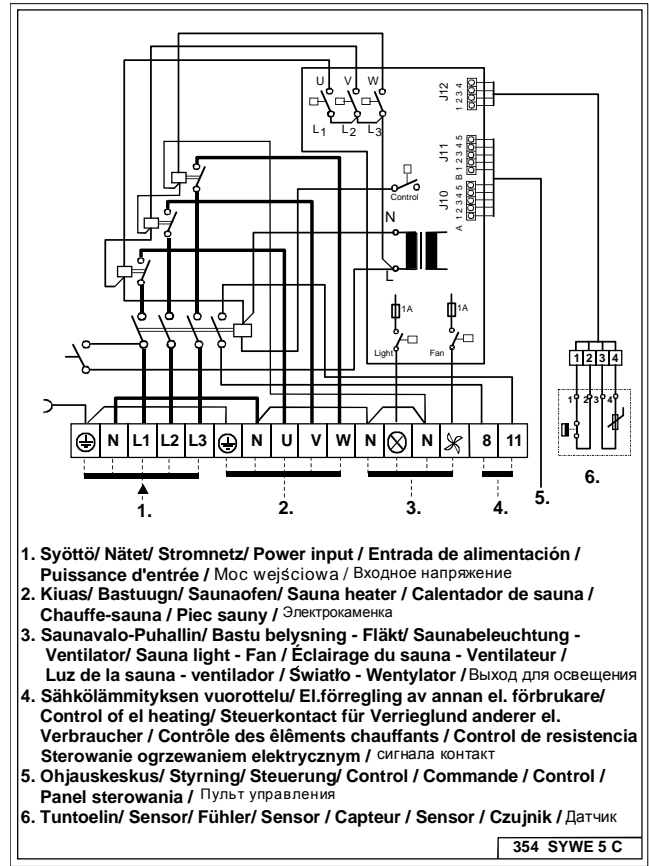 U V W
L1 L2 L3
J12
1 2 3 4
J11
B 1 2 3 4 5
J10
A 1 2 3 4 5
Control
N
L
1A 1A
Light Fan
1 2 3 4
1 2 3 4
N L1 L2 L3 N U V W N N 8 11
1. 2. 3. 4. 5. 6.
1. Syöttö/ Nätet/ Stromnetz/ Power input / Entrada de alimentación /
Puissance d'entrée / Moc wejściowa / Входное напряжение
2. Kiuas/ Bastuugn/ Saunaofen/ Sauna heater / Calentador de sauna /
Chauffe-sauna / Piec sauny / Электрокаменка
3. Saunavalo-Puhallin/ Bastu belysning - Fläkt/ Saunabeleuchtung -
Ventilator/ Sauna light - Fan / Éclairage du sauna - Ventilateur /
Luz de la sauna - ventilador / Światło - Wentylator / Выход для освещения
4. Sähkölämmityksen vuorottelu/ El.förregling av annan el. förbrukare/
Control of el heating/ Steuerkontact für Verrieglund anderer el.
Verbraucher / Contrôle des êlêments chauffants / Control de resistencia
Sterowanie ogrzewaniem elektrycznym / сигнала контакт
5. Ohjauskeskus/ Styrning/ Steuerung/ Control / Commande / Control /
Panel sterowania / Пульт управления
6. Tuntoelin/ Sensor/ Fühler/ Sensor / Capteur / Sensor / Czujnik / Датчик
354 SYWE 5 C